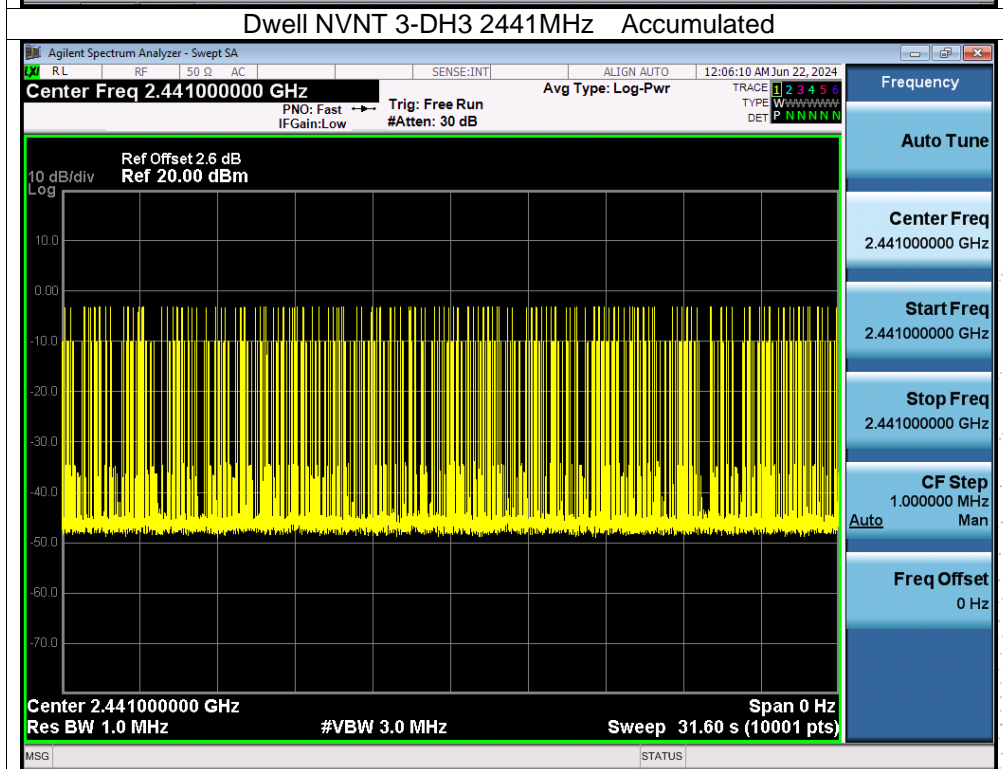 Dwell NVNT 3-DH3 2441MHz Accumulated
Agilent Spectrum Analyzer - Swept SA
LXI RL RF 50 Ω AC SENSE:INT ALIGN AUTO 12:06:10 AM Jun 22, 2024
Center Freq 2.441000000 GHz Avg Type: Log-Pwr TRACE 1 2 3 4 5 6
PNO: Fast Trig: Free Run TYPE WWWWWWW
IFGain:Low #Atten: 30 dB DET P N N N N N
Frequency
Auto Tune
Center Freq
2.441000000 GHz
Start Freq
2.441000000 GHz
Stop Freq
2.441000000 GHz
CF Step
1.000000 MHz
Auto Man
Freq Offset
0 Hz
Ref Offset 2.6 dB
10 dB/div Ref 20.00 dBm
Log
10.0
0.00
-10.0
-20.0
-30.0
-40.0
-50.0
-60.0
-70.0
Center 2.441000000 GHz Span 0 Hz
Res BW 1.0 MHz #VBW 3.0 MHz Sweep 31.60 s (10001 pts)
MSG STATUS